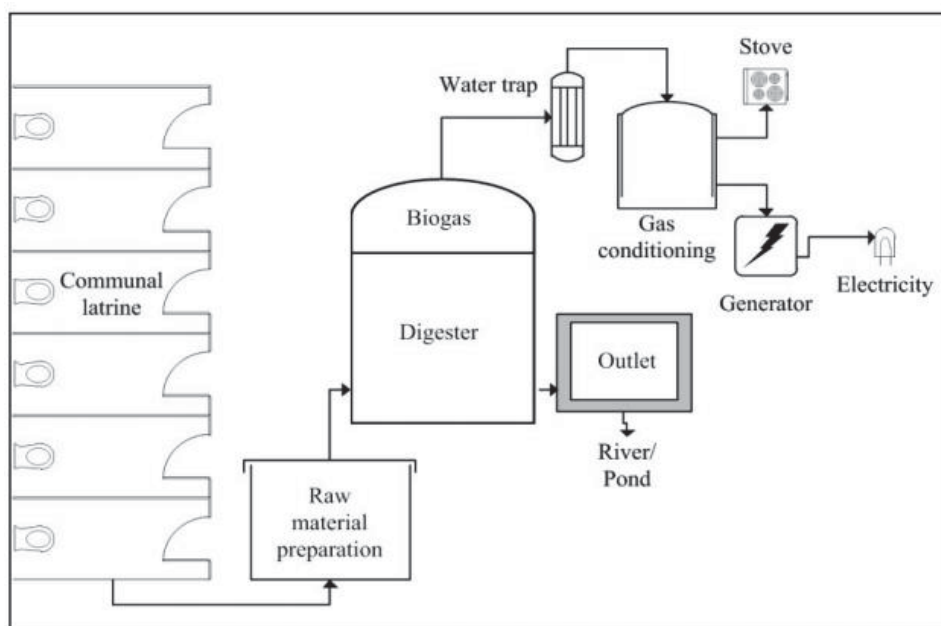 Stove
Water trap
Communal
latrine
Biogas
Gas
conditioning
Digester
Generator
Electricity
Outlet
River/
Pond
Raw
material
preparation